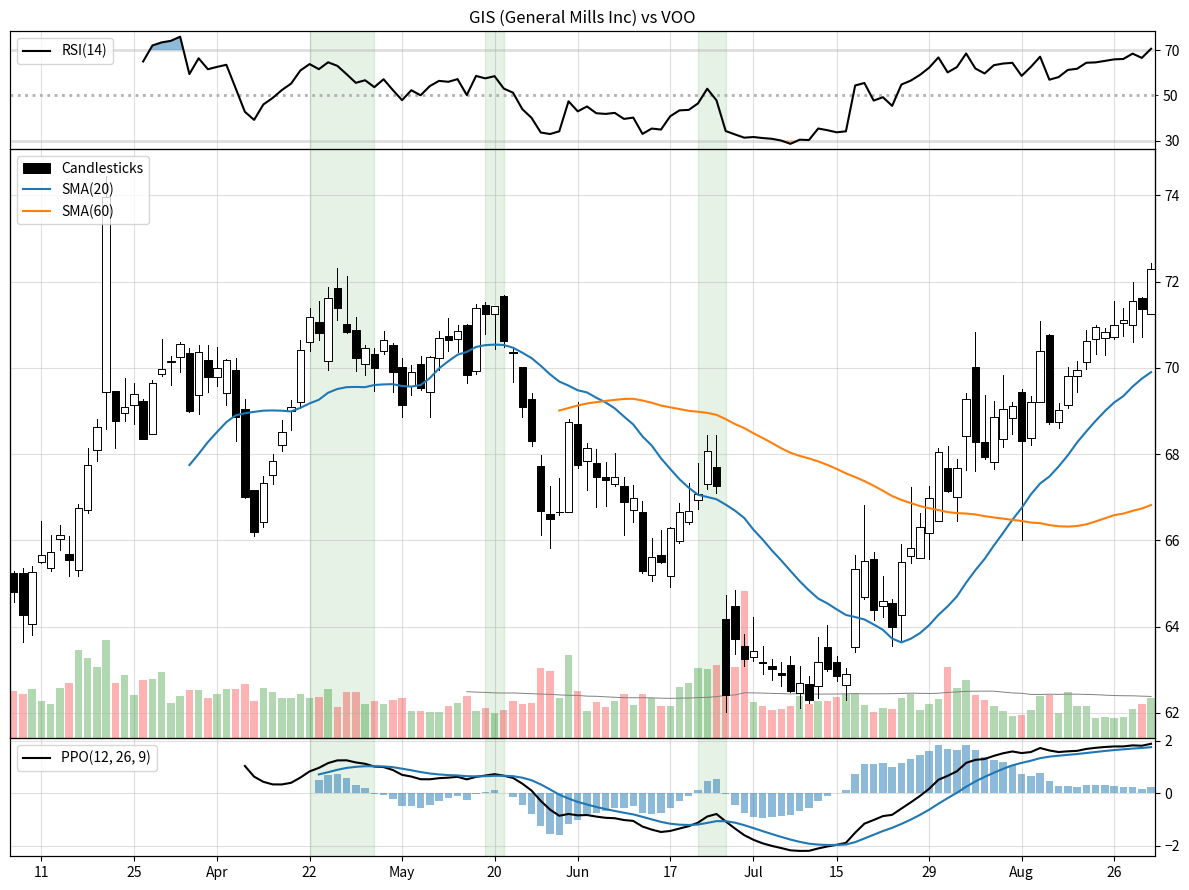 GIS (General Mills Inc) vs VOO
RSI(14)
70
50
30
Candlesticks
SMA(20)
SMA(60)
74
72
70
68
66
64
62
PPO(12, 26, 9)
2
0
−2
11 25 Apr 22 May 20 Jun 17 Jul 15 29 Aug 26